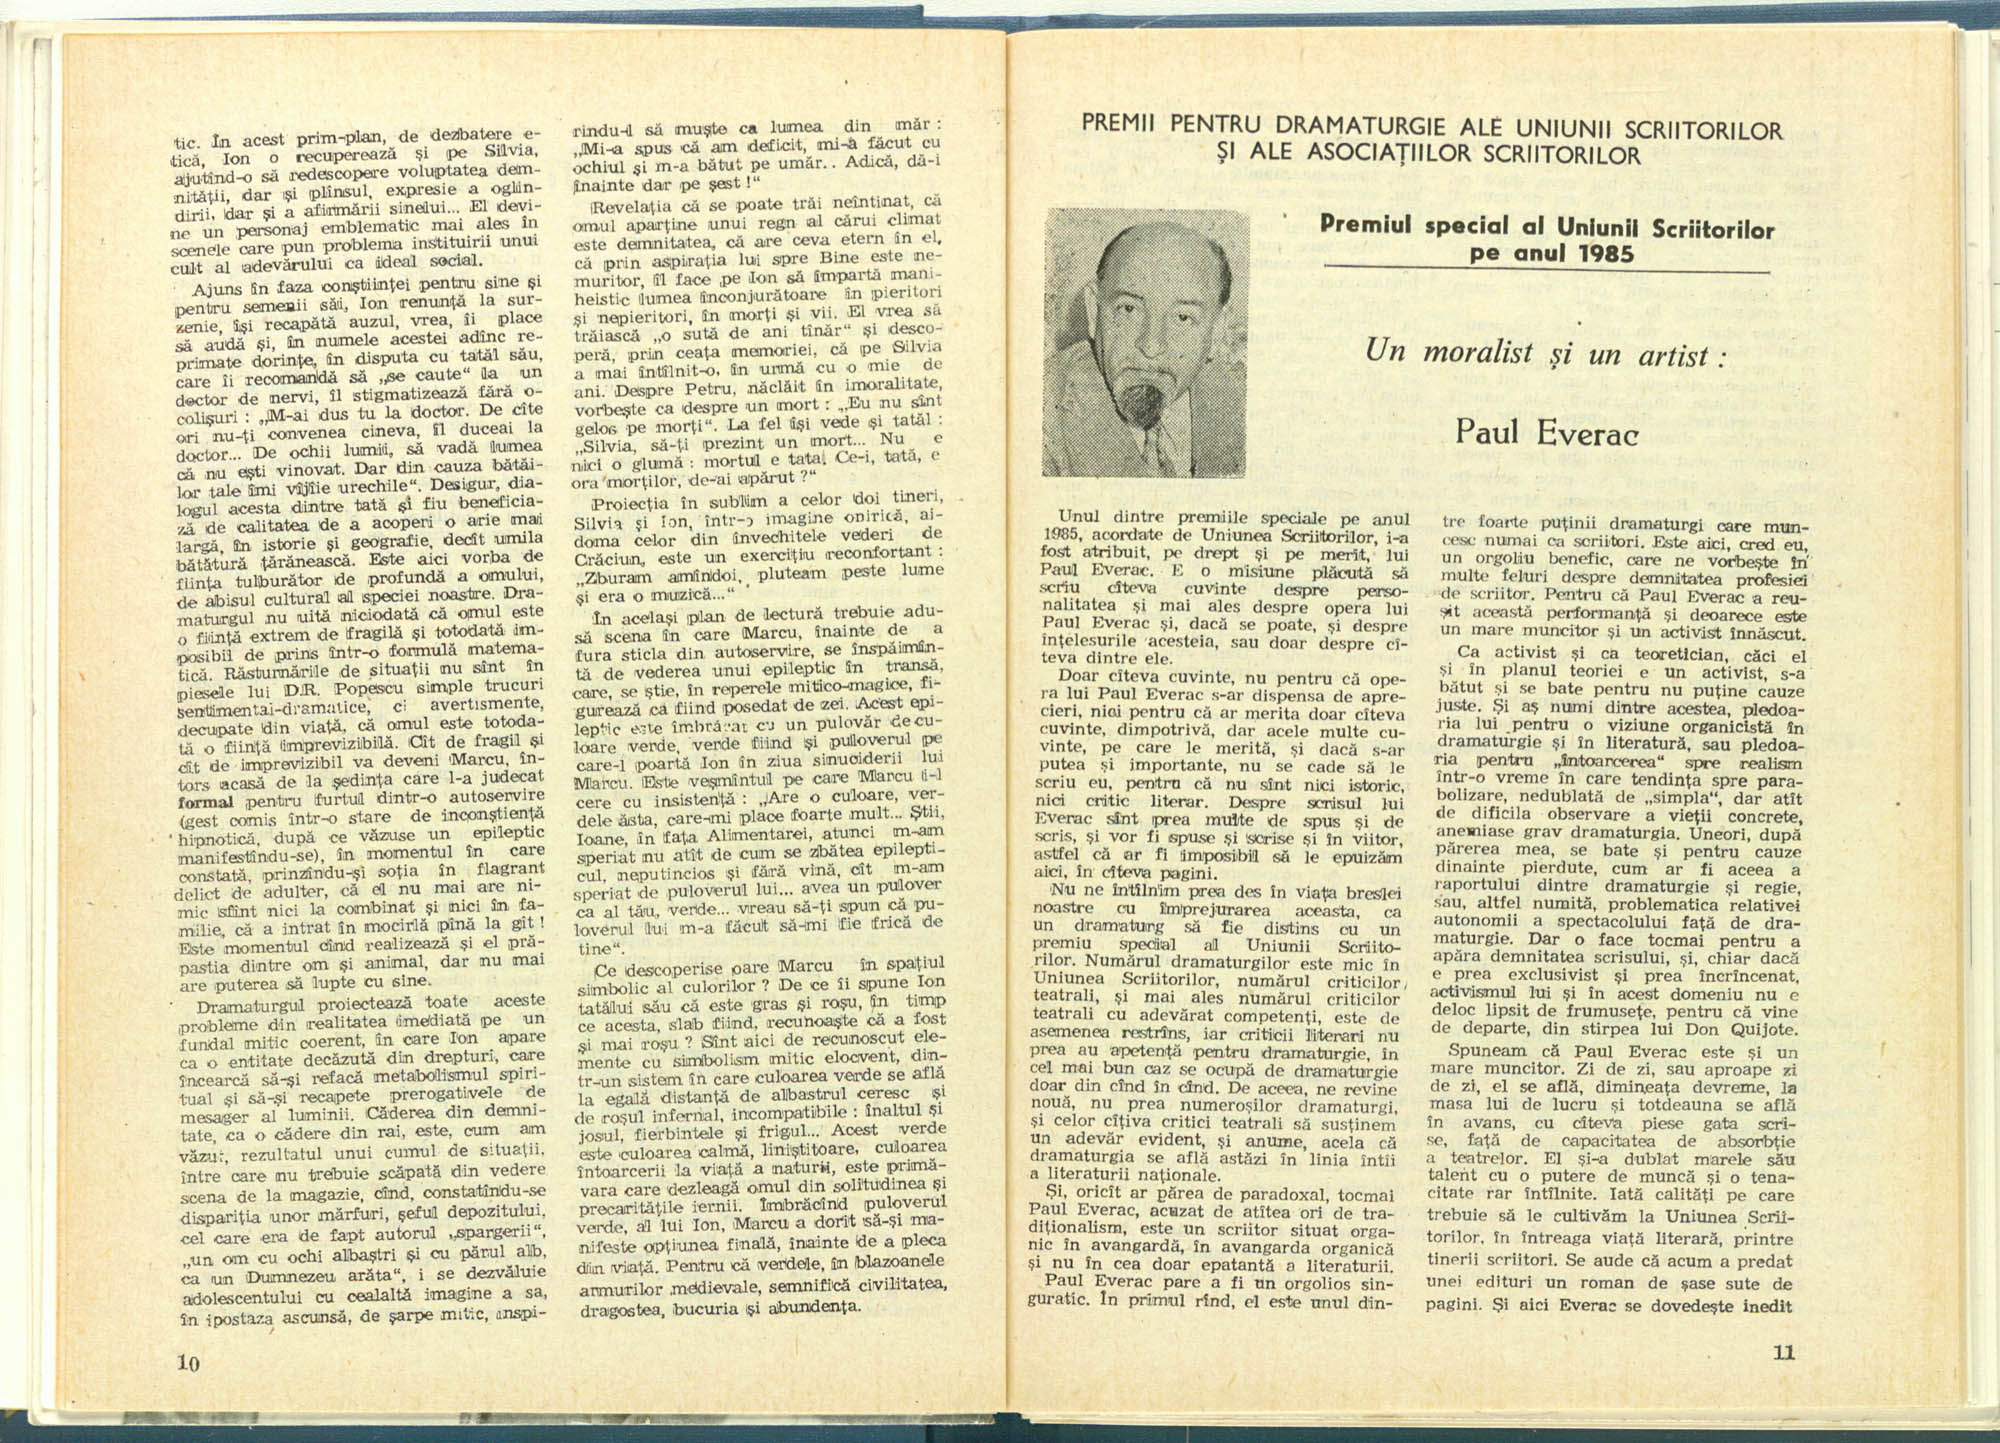 tic. În acest prim-plan, de dezbatere e-
tică, Ion o recuperează și pe Silvia,
ajutînd-o să redescopere voluptatea dem-
nității, dar și plînsul, expresie a oglin-
dirii, dar și a afirmării sinelui... El devi-
ne un personaj emblematic mai ales în
scenele care pun problema instituirii unui
cult al adevărului ca ideal social.
Ajuns în faza conștiinței pentru sine și
pentru semenii săi, Ion renunță la sur-
zenie, își recapătă auzul, vrea, îi place
să audă și, în numele acestei adînc re-
primate dorințe, în disputa cu tatăl său,
care îi recomandă să „se caute“ la un
doctor de nervi, îl stigmatizează fără o-
colișuri : „M-ai dus tu la doctor. De cîte
ori nu-ți convenea cineva, îl duceai la
doctor... De ochii lumii, să vadă lumea
că nu ești vinovat. Dar din cauza bătăi-
lor tale îmi vîjîie urechile“. Desigur, dia-
logul acesta dintre tată și fiu beneficia-
ză de calitatea de a acoperi o arie mai
largă, în istorie și geografie, decît umila
bătătură țărănească. Este aici vorba de
ființa tulburător de profundă a omului,
de abisul cultural al speciei noastre. Dra-
maturgul nu uită niciodată că omul este
o ființă extrem de fragilă și totodată im-
posibil de prins într-o formulă matema-
tică. Răsturnările de situații nu sînt în
piesele lui D.R. Popescu simple trucuri
sentimental-dramatice, ci avertismente,
decupate din viață, că omul este totoda-
tă o ființă imprevizibilă. Cît de fragil și
cît de imprevizibil va deveni Marcu, în-
tors acasă de la ședința care l-a judecat
formal pentru furtul dintr-o autoservire
(gest comis într-o stare de inconștiență
hipnotică, după ce văzuse un epileptic
manifestîndu-se), în momentul în care
constată, prinzîndu-și soția în flagrant
delict de adulter, că el nu mai are ni-
mic sfînt nici la combinat și nici în fa-
milie, că a intrat în mocirlă pînă la gît !
Este momentul cînd realizează și el pră-
pastia dintre om și animal, dar nu mai
are puterea să lupte cu sine.
Dramaturgul proiectează toate aceste
probleme din realitatea imediată pe un
fundal mitic coerent, în care Ion apare
ca o entitate decăzută din drepturi, care
încearcă să-și refacă metabolismul spiri-
tual și să-și recapete prerogativele de
mesager al luminii. Căderea din demni-
tate, ca o cădere din rai, este, cum am
văzut, rezultatul unui cumul de situații,
între care nu trebuie scăpată din vedere
scena de la magazie, cînd, constatîndu-se
dispariția unor mărfuri, șeful depozitului,
cel care era de fapt autorul „spargerii“,
„un om cu ochi albaștri și cu părul alb,
ca un Dumnezeu arăta“, i se dezvăluie
adolescentului cu cealaltă imagine a sa,
în ipostaza ascunsă, de șarpe mitic, inspi-
rindu-l să muște ca lumea din măr :
„Mi-a spus că am deficit, mi-a făcut cu
ochiul și m-a bătut pe umăr.. Adică, dă-i
înainte dar pe șest !“
Revelația că se poate trăi neîntinat, că
omul aparține unui regn al cărui climat
este demnitatea, că are ceva etern în el,
că prin aspirația lui spre Bine este ne-
muritor, îl face pe Ion să împartă mani-
heistic lumea înconjurătoare în pieritori
și nepieritori, în morți și vii. El vrea să
trăiască „o sută de ani tînăr“ și desco-
peră, prin ceața memoriei, că pe Silvia
a mai întîlnit-o, în urmă cu o mie de
ani. Despre Petru, năclăit în imoralitate,
vorbește ca despre un mort : „Eu nu sînt
gelos pe morți“. La fel își vede și tatăl :
„Silvia, să-ți prezint un mort... Nu e
nici o glumă : mortul e tata! Ce-i, tată, e
ora morților, de-ai apărut ?“
Proiecția în sublim a celor doi tineri,
Silvia și Ion, într-o imagine onirică, ai-
doma celor din învechitele vederi de
Crăciun, este un exercițiu reconfortant :
„Zburam amîndoi, pluteam peste lume
și era o muzică...“
În același plan de lectură trebuie adu-
să scena în care Marcu, înainte de a
fura sticla din autoservire, se înspăimîn-
tă de vederea unui epileptic în transă,
care, se știe, în reperele mitico-magice, fi-
gurează ca fiind posedat de zei. Acest epi-
leptic este îmbrăcat cu un pulovăr de cu-
loare verde, verde fiind și pulloverul pe
care-l poartă Ion în ziua sinuciderii lui
Marcu. Este veșmîntul pe care Marcu i-l
cere cu insistență : „Are o culoare, ver-
dele ăsta, care-mi place foarte mult... Știi,
Ioane, în fața Alimentarei, atunci m-am
speriat nu atît de cum se zbătea epilepti-
cul, neputincios și fără vină, cît m-am
speriat de puloverul lui... avea un pulover
ca al tău, verde... vreau să-ți spun că pu-
loverul lui m-a făcut să-mi fie frică de
tine“.
Ce descoperise oare Marcu în spațiul
simbolic al culorilor ? De ce îi spune Ion
tatălui său că este gras și roșu, în timp
ce acesta, slab fiind, recunoaște că a fost
și mai roșu ? Sînt aici de recunoscut ele-
mente cu simbolism mitic elocvent, din-
tr-un sistem în care culoarea verde se află
la egală distanță de albastrul ceresc și
de roșul infernal, incompatibile : înaltul și
josul, fierbintele și frigul... Acest verde
este culoarea calmă, liniștitoare, culoarea
întoarcerii la viață a naturii, este primă-
vara care dezleagă omul din solitudinea și
precaritățile iernii. Îmbrăcînd puloverul
verde, al lui Ion, Marcu a dorit să-și ma-
nifeste opțiunea finală, înainte de a pleca
din viață. Pentru că verdele, în blazoanele
armurilor medievale, semnifică civilitatea,
dragostea, bucuria și abundența.
10
PREMII PENTRU DRAMATURGIE ALE UNIUNII SCRIITORILOR
ȘI ALE ASOCIAȚIILOR SCRIITORILOR
Premiul special al Uniunii Scriitorilor
pe anul 1985
Un moralist și un artist :
Paul Everac
Unul dintre premiile speciale pe anul
1985, acordate de Uniunea Scriitorilor, i-a
fost atribuit, pe drept și pe merit, lui
Paul Everac. E o misiune plăcută să
scriu cîteva cuvinte despre perso-
nalitatea și mai ales despre opera lui
Paul Everac și, dacă se poate, și despre
înțelesurile acesteia, sau doar despre cî-
teva dintre ele.
Doar cîteva cuvinte, nu pentru că ope-
ra lui Paul Everac s-ar dispensa de apre-
cieri, nici pentru că ar merita doar cîteva
cuvinte, dimpotrivă, dar acele multe cu-
vinte, pe care le merită, și dacă s-ar
putea și importante, nu se cade să le
scriu eu, pentru că nu sînt nici istoric,
nici critic literar. Despre scrisul lui
Everac sînt prea multe de spus și de
scris, și vor fi spuse și scrise și în viitor,
astfel că ar fi imposibil să le epuizăm
aici, în cîteva pagini.
Nu ne întîlnim prea des în viața breslei
noastre cu împrejurarea aceasta, ca
un dramaturg să fie distins cu un
premiu special al Uniunii Scriito-
rilor. Numărul dramaturgilor este mic în
Uniunea Scriitorilor, numărul criticilor
teatrali, și mai ales numărul criticilor
teatrali cu adevărat competenți, este de
asemenea restrîns, iar criticii literari nu
prea au apetență pentru dramaturgie, în
cel mai bun caz se ocupă de dramaturgie
doar din cînd în cînd. De aceea, ne revine
nouă, nu prea numeroșilor dramaturgi,
și celor cîțiva critici teatrali să susținem
un adevăr evident, și anume, acela că
dramaturgia se află astăzi în linia întîi
a literaturii naționale.
Și, oricît ar părea de paradoxal, tocmai
Paul Everac, acuzat de atîtea ori de tra-
diționalism, este un scriitor situat orga-
nic în avangardă, în avangarda organică
și nu în cea doar epatantă a literaturii.
Paul Everac pare a fi un orgolios sin-
guratic. În primul rînd, el este unul din-
tre foarte puținii dramaturgi care mun-
cesc numai ca scriitori. Este aici, cred eu,
un orgoliu benefic, care ne vorbește în
multe feluri despre demnitatea profesiei
de scriitor. Pentru că Paul Everac a reu-
șit această performanță și deoarece este
un mare muncitor și un activist înnăscut.
Ca activist și ca teoretician, căci el
și în planul teoriei e un activist, s-a
bătut și se bate pentru nu puține cauze
juste. Și aș numi dintre acestea, pledoa-
ria lui pentru o viziune organicistă în
dramaturgie și în literatură, sau pledoa-
ria pentru „întoarcerea“ spre realism
într-o vreme în care tendința spre para-
bolizare, nedublată de „simpla“, dar atît
de dificila observare a vieții concrete,
anemiase grav dramaturgia. Uneori, după
părerea mea, se bate și pentru cauze
dinainte pierdute, cum ar fi aceea a
raportului dintre dramaturgie și regie,
sau, altfel numită, problematica relativei
autonomii a spectacolului față de dra-
maturgie. Dar o face tocmai pentru a
apăra demnitatea scrisului, și, chiar dacă
e prea exclusivist și prea încrîncenat,
activismul lui și în acest domeniu nu e
deloc lipsit de frumusețe, pentru că vine
de departe, din stirpea lui Don Quijote.
Spuneam că Paul Everac este și un
mare muncitor. Zi de zi, sau aproape zi
de zi, el se află, dimineața devreme, la
masa lui de lucru și totdeauna se află
în avans, cu cîteva piese gata scri-
se, față de capacitatea de absorbție
a teatrelor. El și-a dublat marele său
talent cu o putere de muncă și o tena-
citate rar întîlnite. Iată calități pe care
trebuie să le cultivăm la Uniunea Scrii-
torilor, în întreaga viață literară, printre
tinerii scriitori. Se aude că acum a predat
unei edituri un roman de șase sute de
pagini. Și aici Everac se dovedește inedit
11